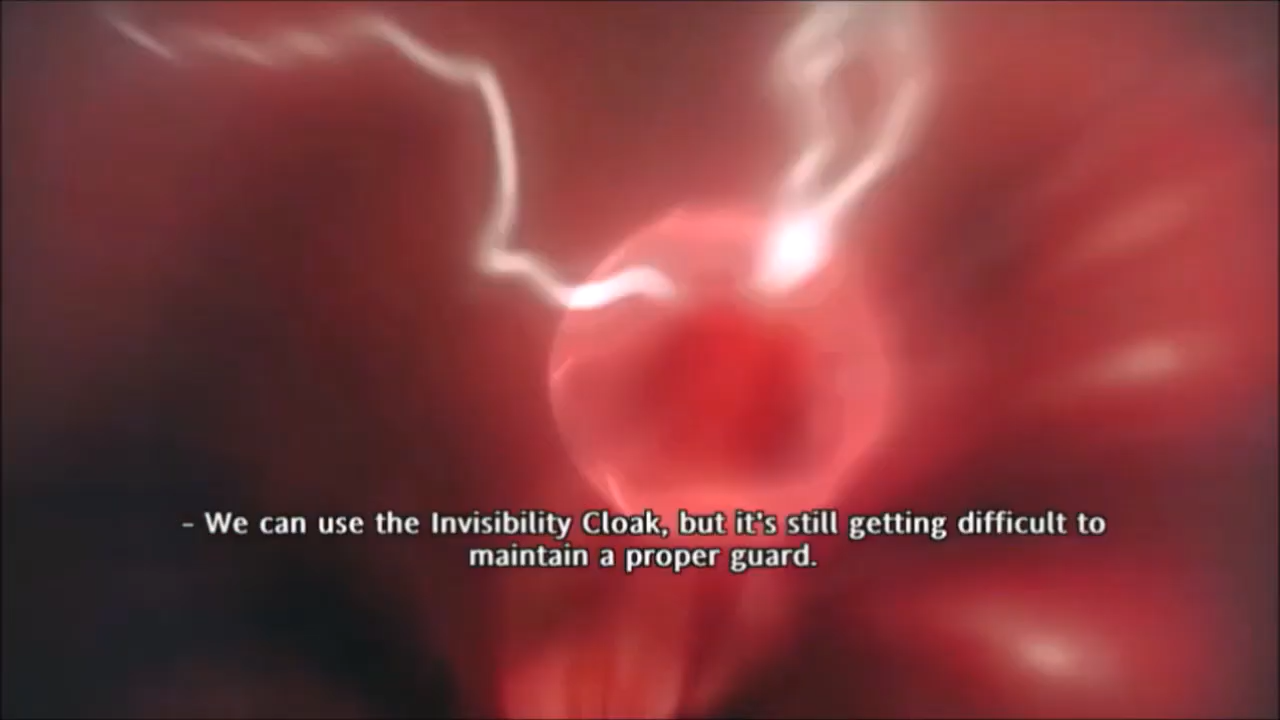 - We can use the Invisibility Cloak, but it's still getting difficult to
maintain a proper guard.